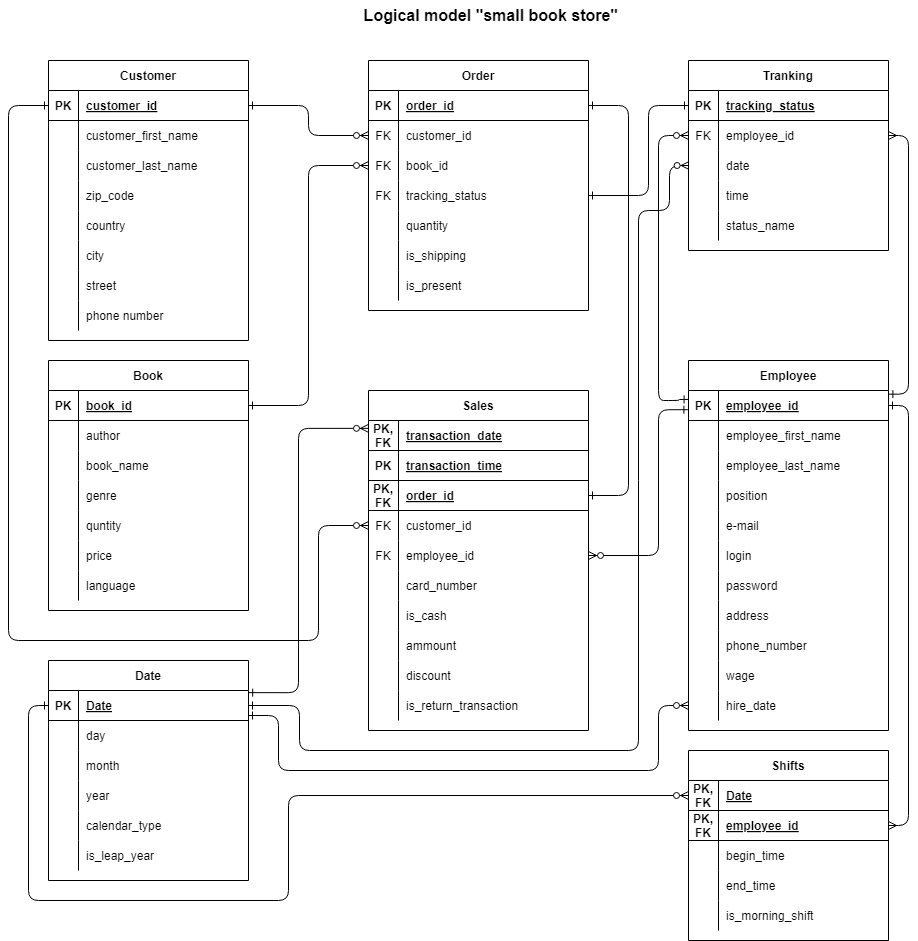 Logical model "small book store"
Customer
PK customer_id
customer_first_name
customer_last_name
zip_code
country
city
street
phone number
Order
PK order_id
FK customer_id
FK book_id
FK tracking_status
quantity
is_shipping
is_present
Tranking
PK tracking_status
FK employee_id
date
time
status_name
Book
PK book_id
author
book_name
genre
quntity
price
language
Sales
PK, FK transaction_date
PK transaction_time
PK, FK order_id
FK customer_id
FK employee_id
card_number
is_cash
ammount
discount
is_return_transaction
Employee
PK employee_id
employee_first_name
employee_last_name
position
e-mail
login
password
address
phone_number
wage
hire_date
Date
PK Date
day
month
year
calendar_type
is_leap_year
Shifts
PK, FK Date
PK, FK employee_id
begin_time
end_time
is_morning_shift